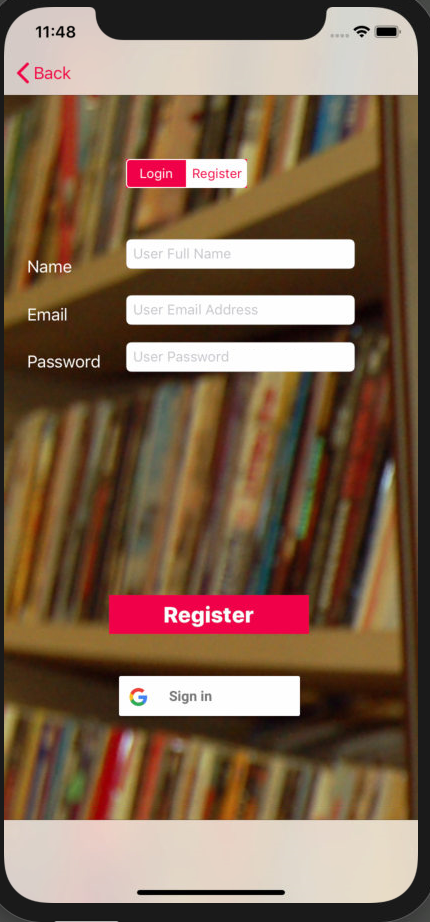 11:48
Back
Login Register
Name User Full Name
Email User Email Address
Password User Password
Register
Sign in